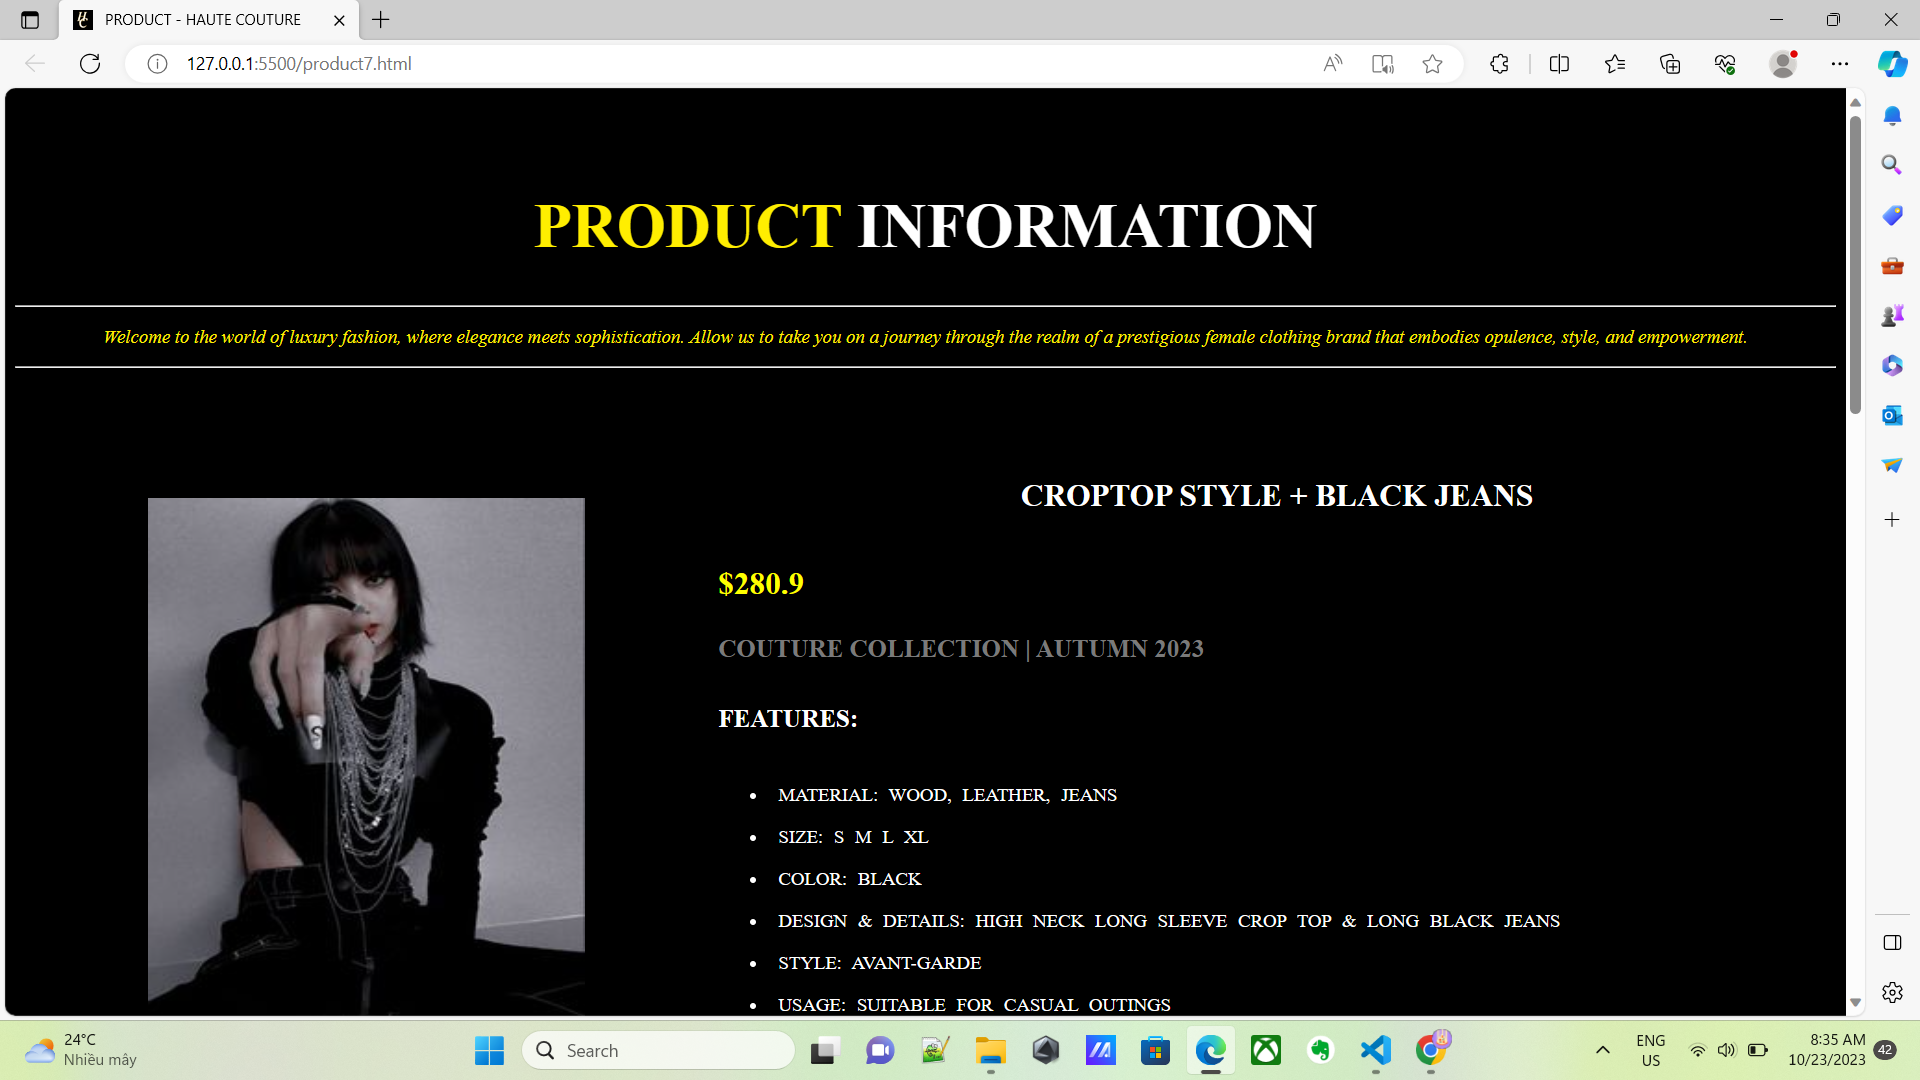 PRODUCT - HAUTE COUTURE
127.0.0.1:5500/product7.html
PRODUCT INFORMATION
Welcome to the world of luxury fashion, where elegance meets sophistication. Allow us to take you on a journey through the realm of a prestigious female clothing brand that embodies opulence, style, and empowerment.
CROPTOP STYLE + BLACK JEANS
$280.9
COUTURE COLLECTION | AUTUMN 2023
FEATURES:
• MATERIAL: WOOD, LEATHER, JEANS
• SIZE: S M L XL
• COLOR: BLACK
• DESIGN & DETAILS: HIGH NECK LONG SLEEVE CROP TOP & LONG BLACK JEANS
• STYLE: AVANT-GARDE
• USAGE: SUITABLE FOR CASUAL OUTINGS
24°C
Nhiều mây
Search
ENG
US
8:35 AM
10/23/2023
42